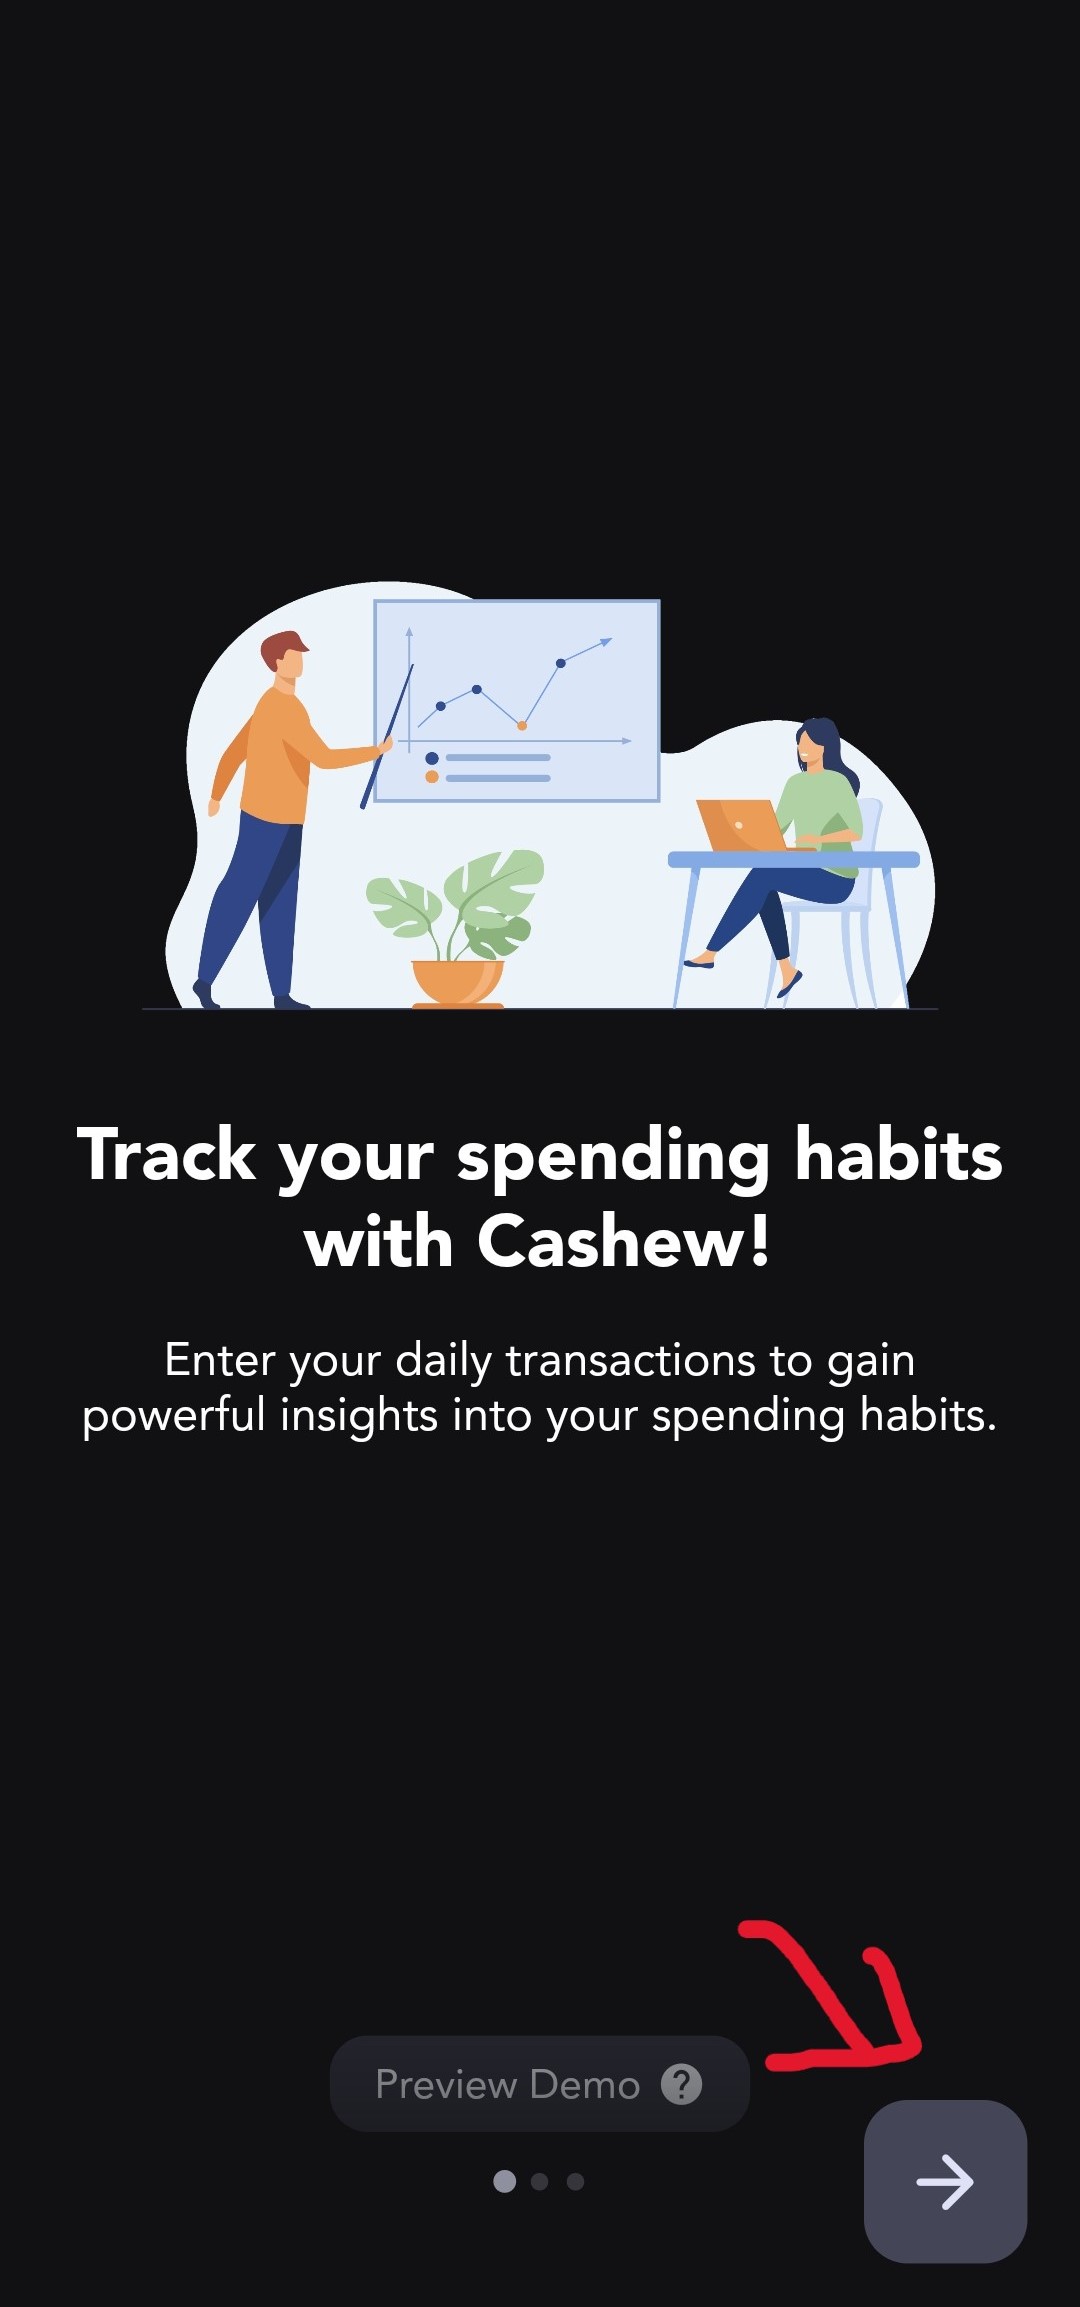 Track your spending habits
with Cashew!
Enter your daily transactions to gain
powerful insights into your spending habits.
Preview Demo ?